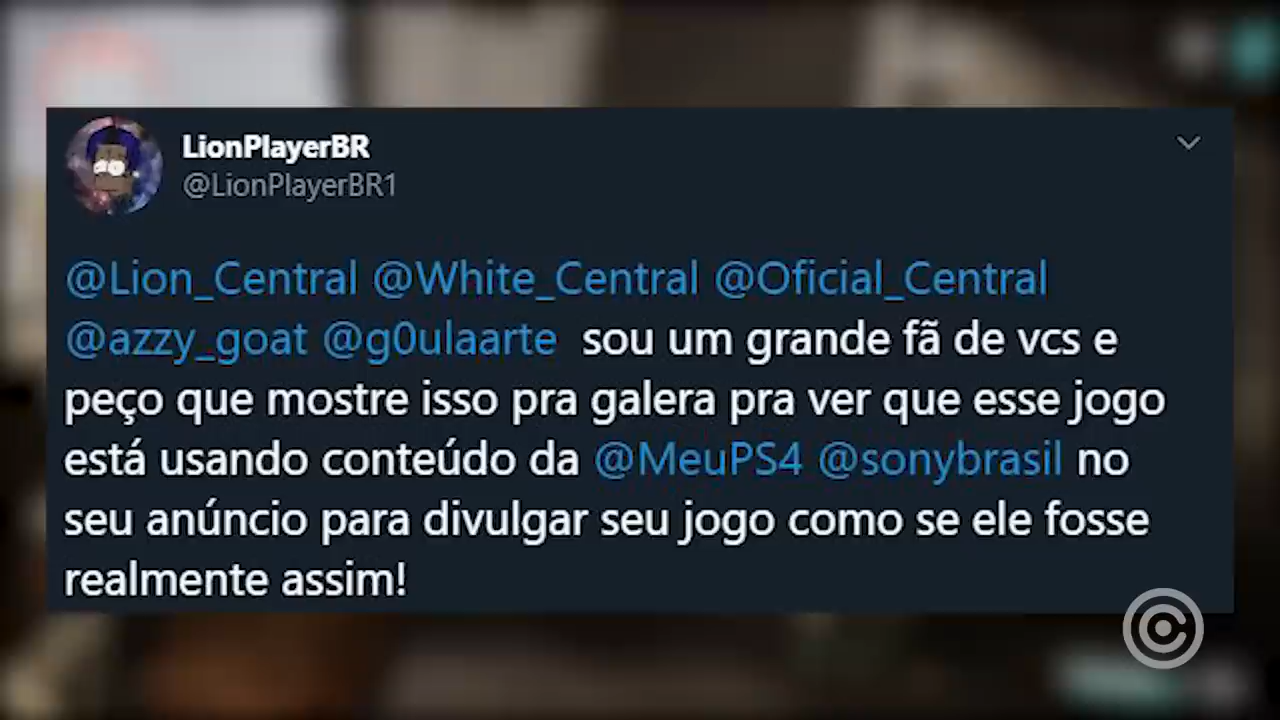 LionPlayerBR
@LionPlayerBR1
@Lion_Central @White_Central @Oficial_Central
@azzy_goat @g0ulaarte sou um grande fã de vcs e
peço que mostre isso pra galera pra ver que esse jogo
está usando conteúdo da @MeuPS4 @sonybrasil no
seu anúncio para divulgar seu jogo como se ele fosse
realmente assim!